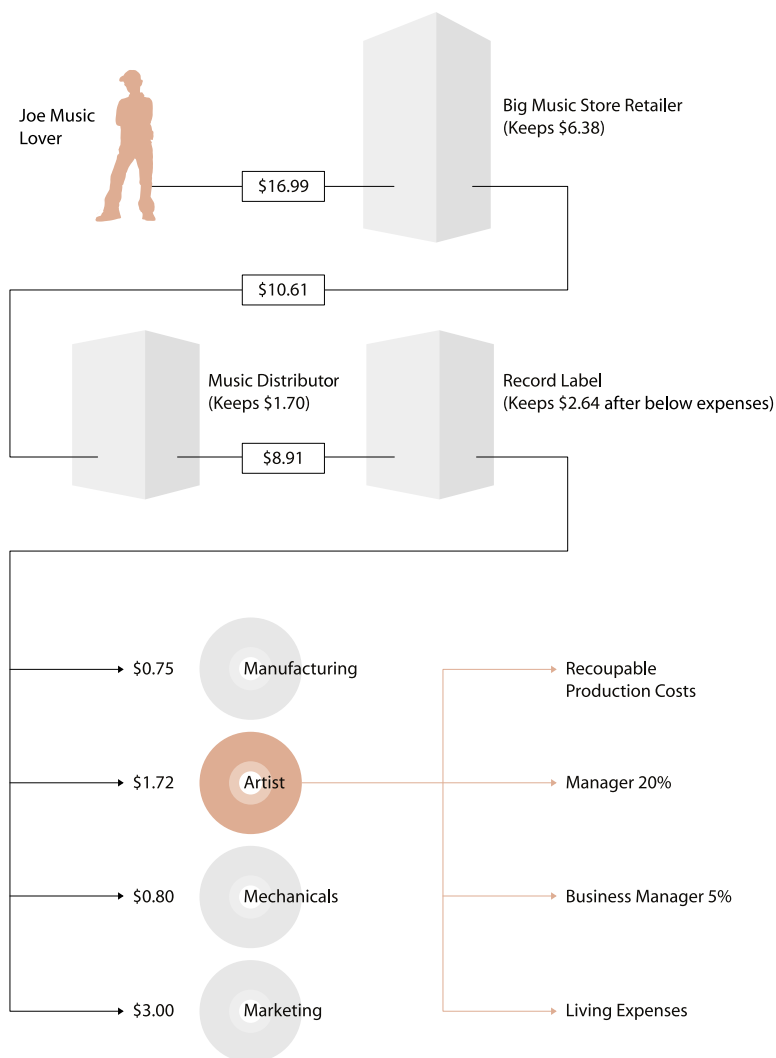 Joe Music
Lover
Big Music Store Retailer
(Keeps $6.38)
$16.99
$10.61
Music Distributor
(Keeps $1.70)
Record Label
(Keeps $2.64 after below expenses)
$8.91
$0.75
Manufacturing
Recoupable
Production Costs
$1.72
Artist
Manager 20%
$0.80
Mechanicals
Business Manager 5%
$3.00
Marketing
Living Expenses